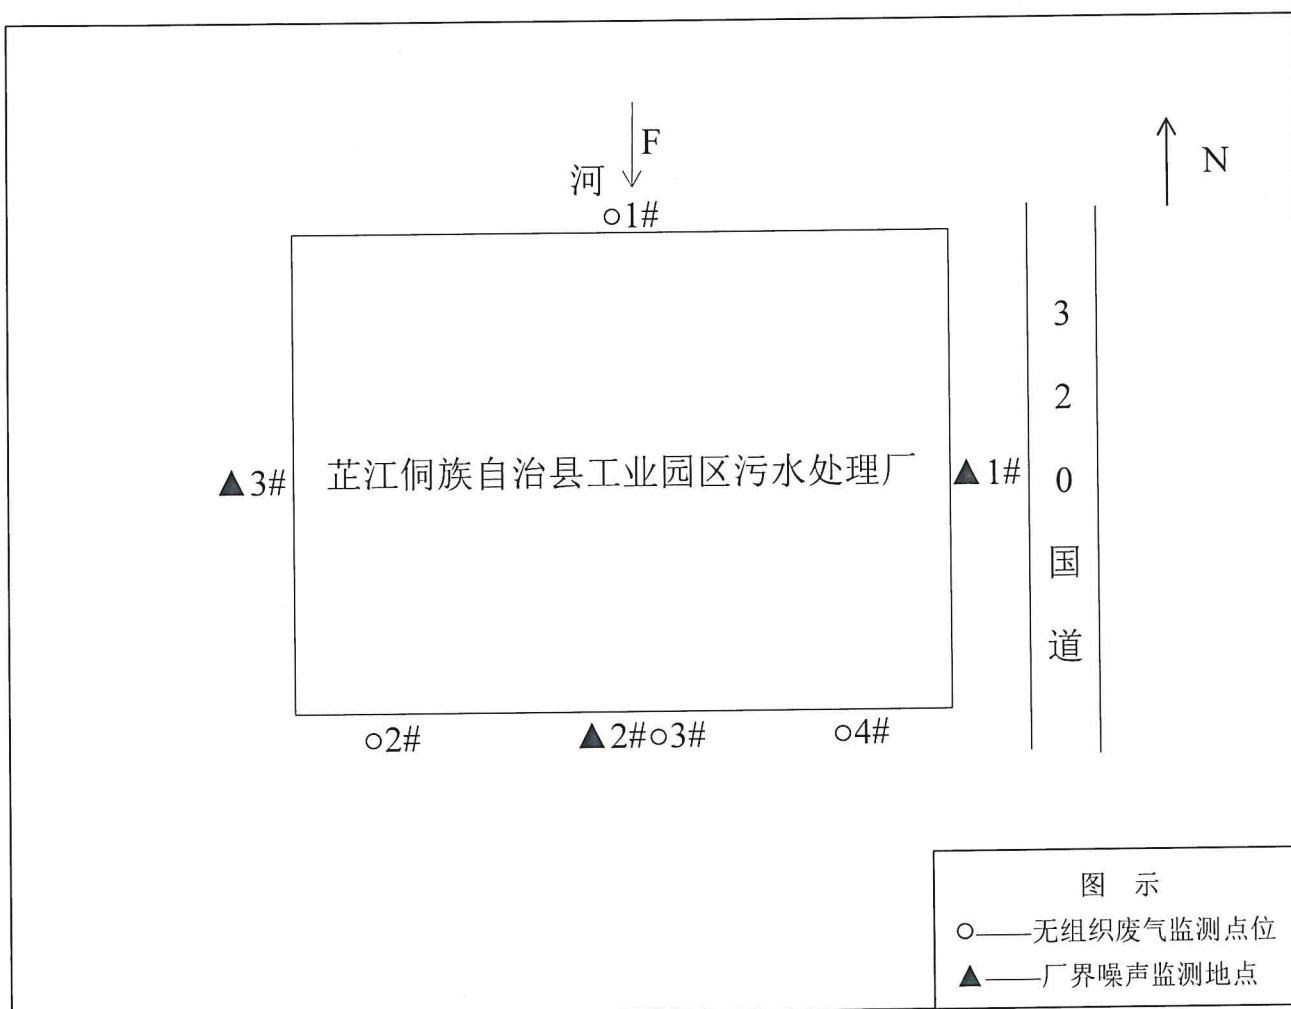 F
N
河
○1#
3
2
0
国
道
▲3#
芷江侗族自治县工业园区污水处理厂
▲1#
○2#
▲2#○3#
○4#
图 示
○——无组织废气监测点位
▲——厂界噪声监测地点